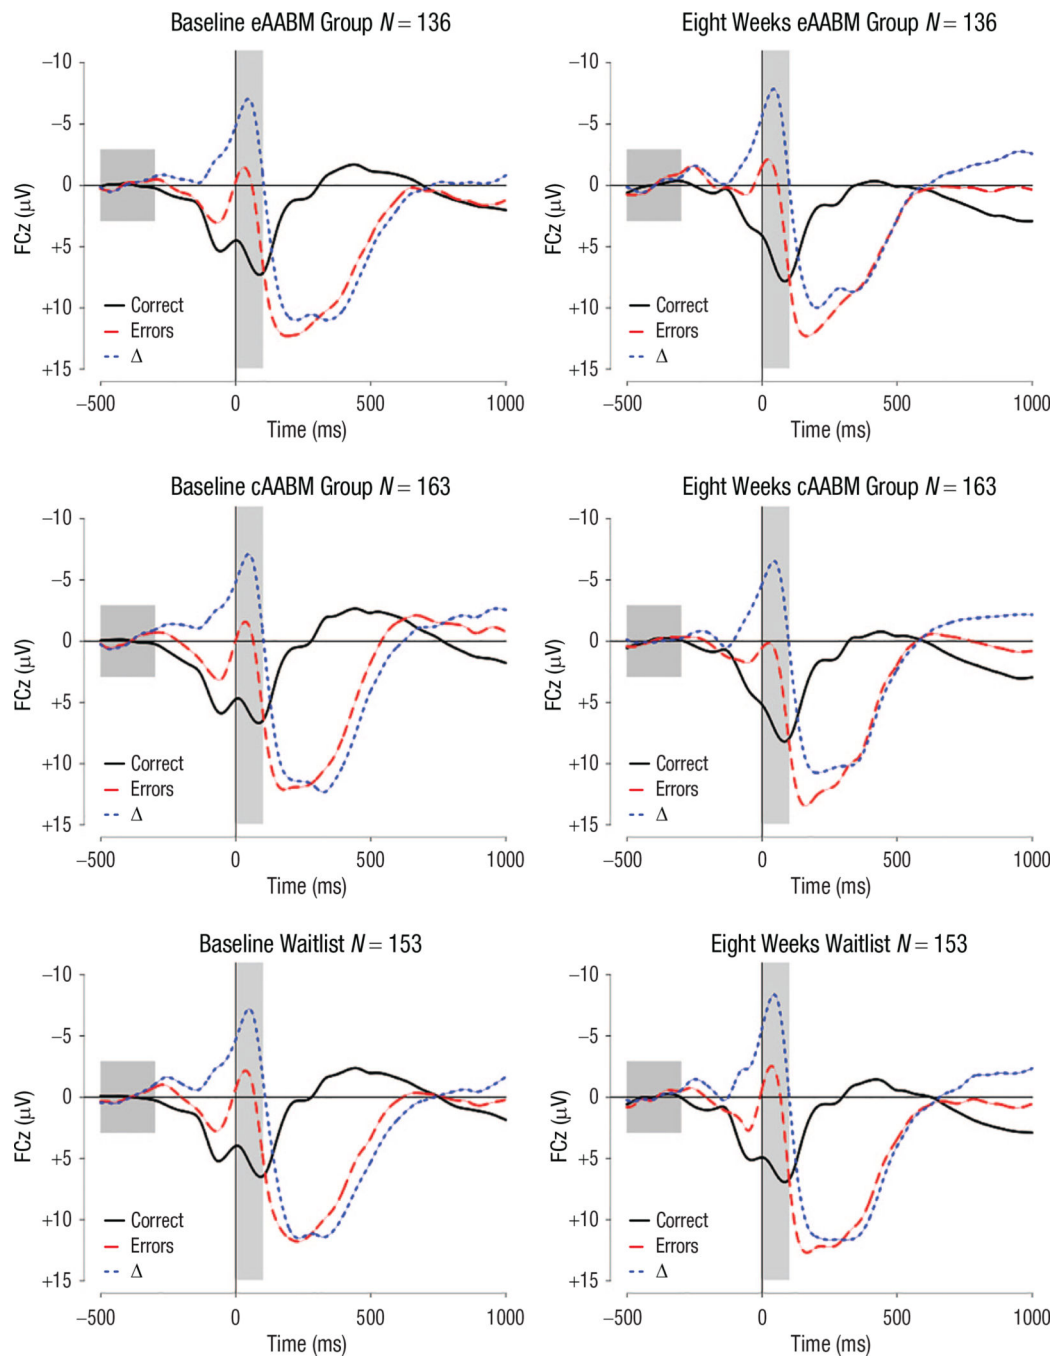 Baseline eAABM Group N = 136
−10
−5
0
+5
+10
+15
FCz (μV)
Correct
Errors
Δ
−500
0
500
1000
Time (ms)
Eight Weeks eAABM Group N = 136
−10
−5
0
+5
+10
+15
FCz (μV)
Correct
Errors
Δ
−500
0
500
1000
Time (ms)
Baseline cAABM Group N = 163
−10
−5
0
+5
+10
+15
FCz (μV)
Correct
Errors
Δ
−500
0
500
1000
Time (ms)
Eight Weeks cAABM Group N = 163
−10
−5
0
+5
+10
+15
FCz (μV)
Correct
Errors
Δ
−500
0
500
1000
Time (ms)
Baseline Waitlist N = 153
−10
−5
0
+5
+10
+15
FCz (μV)
Correct
Errors
Δ
−500
0
500
1000
Time (ms)
Eight Weeks Waitlist N = 153
−10
−5
0
+5
+10
+15
FCz (μV)
Correct
Errors
Δ
−500
0
500
1000
Time (ms)